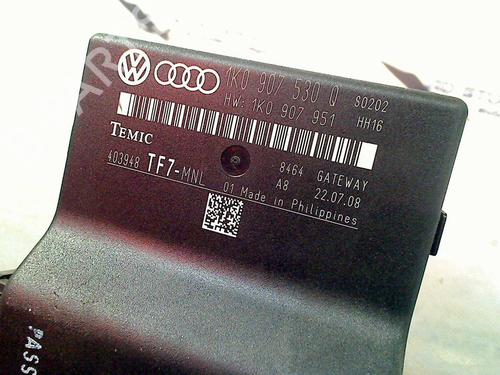 1K0 907 530 Q S0202
HW: 1K0 907 951 HH16
TEMIC
403948 TF7-MNL 8464 GATEWAY
A8 22.07.08
01 Made in Philippines
PASS